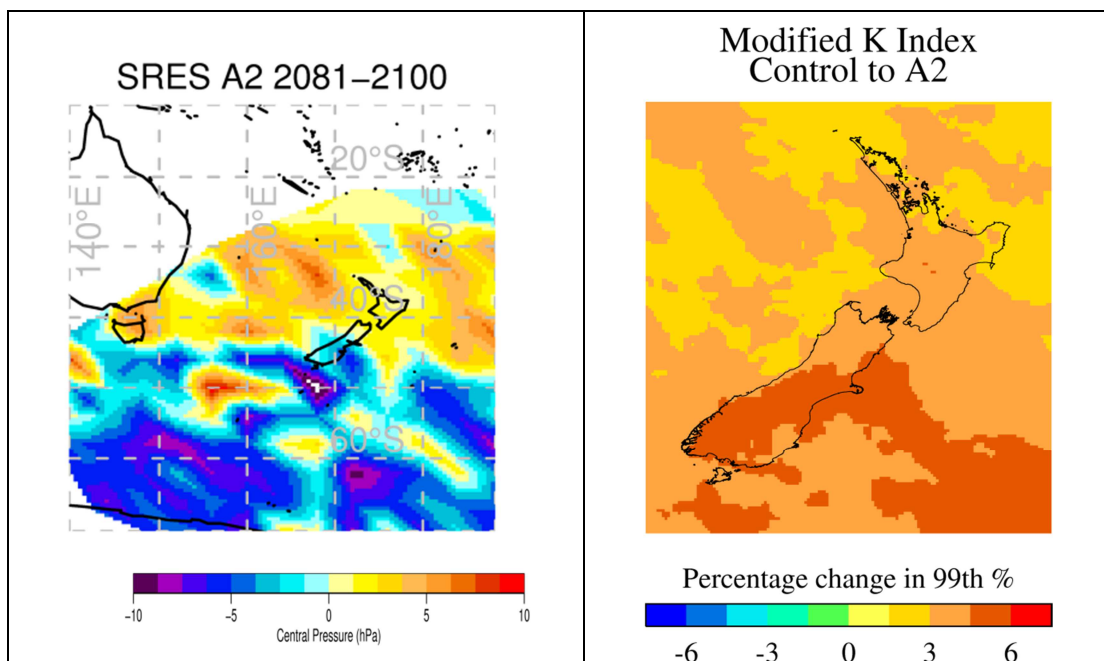 SRES A2 2081−2100
20°S
140°E
160°E
180°E
40°S
60°S
−10 −5 0 5 10
Central Pressure (hPa)
Modified K Index
Control to A2
Percentage change in 99th %
-6 -3 0 3 6